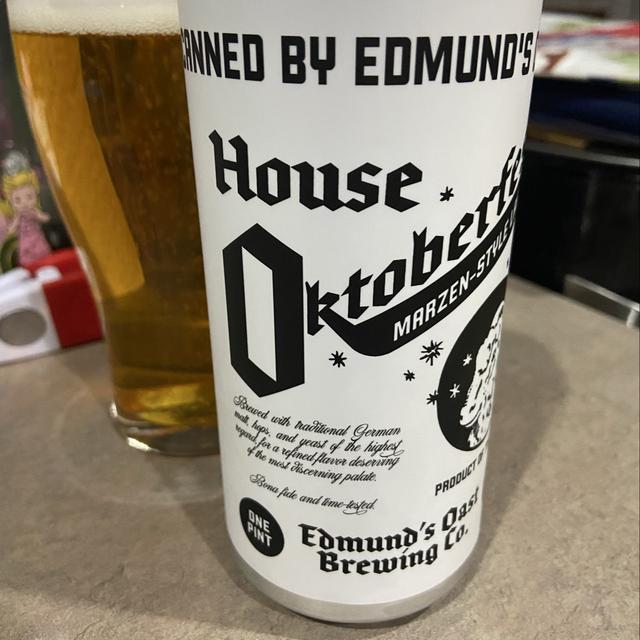 CANNED BY EDMUND'S
House
Oktoberfes
MARZEN-STYLE
Brewed with traditional German
malt, hops, and yeast of the highest
regard, for a refined flavor deserving
of the most discerning palate.
Bona fide and time-tested.
PRODUCT OF
ONE
PINT
Edmund's Oast
Brewing Co.